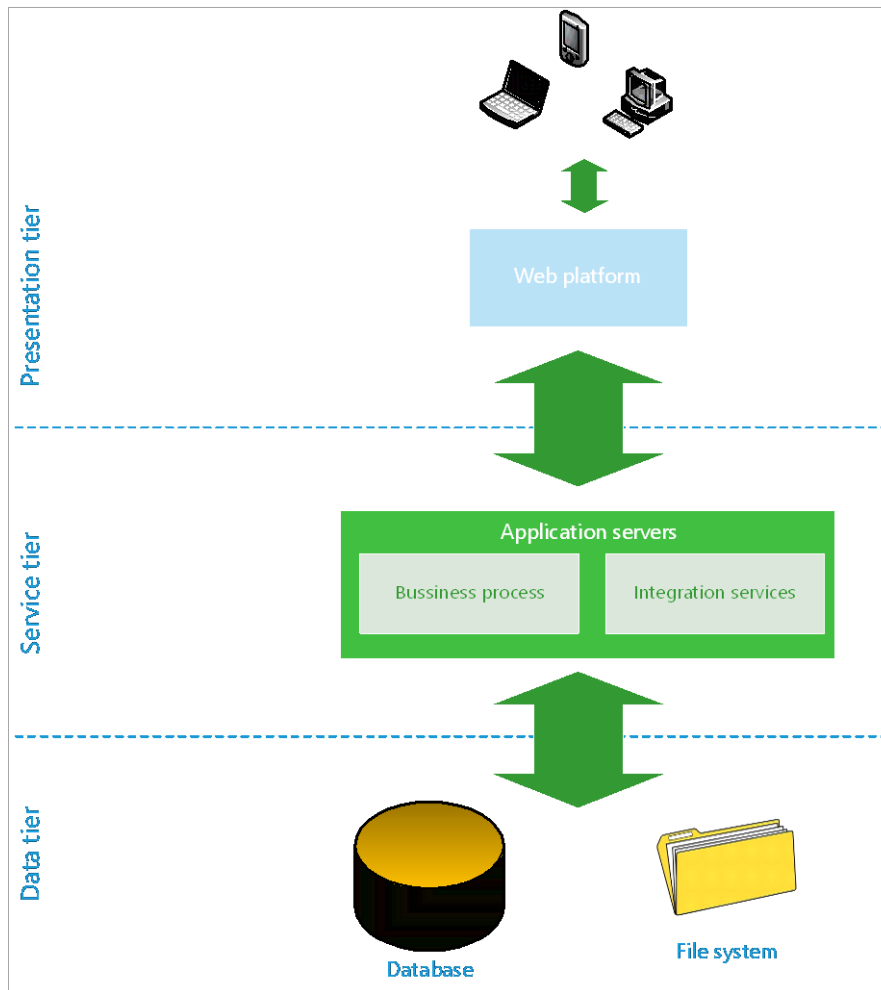 Presentation tier
Web platform
Service tier
Application servers
Bussiness process
Integration services
Data tier
Database
File system